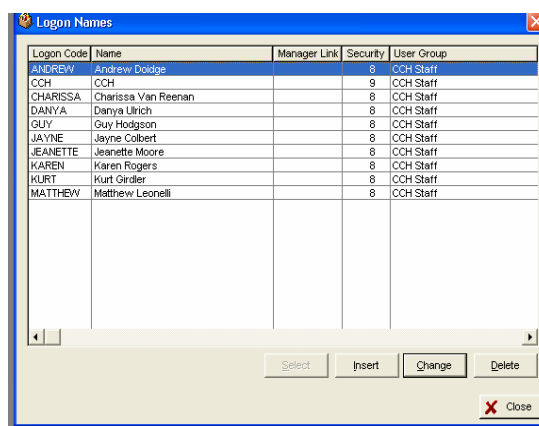 Logon Names
Logon Code Name Manager Link Security User Group
ANDREW Andrew Doidge 8 CCH Staff
CCH CCH 9 CCH Staff
CHARISSA Charissa Van Reenan 8 CCH Staff
DANYA Danya Ulrich 8 CCH Staff
GUY Guy Hodgson 8 CCH Staff
JAYNE Jayne Colbert 8 CCH Staff
JEANETTE Jeanette Moore 8 CCH Staff
KAREN Karen Rogers 8 CCH Staff
KURT Kurt Girdler 8 CCH Staff
MATTHEW Matthew Leonelli 8 CCH Staff
Select Insert Change Delete
Close